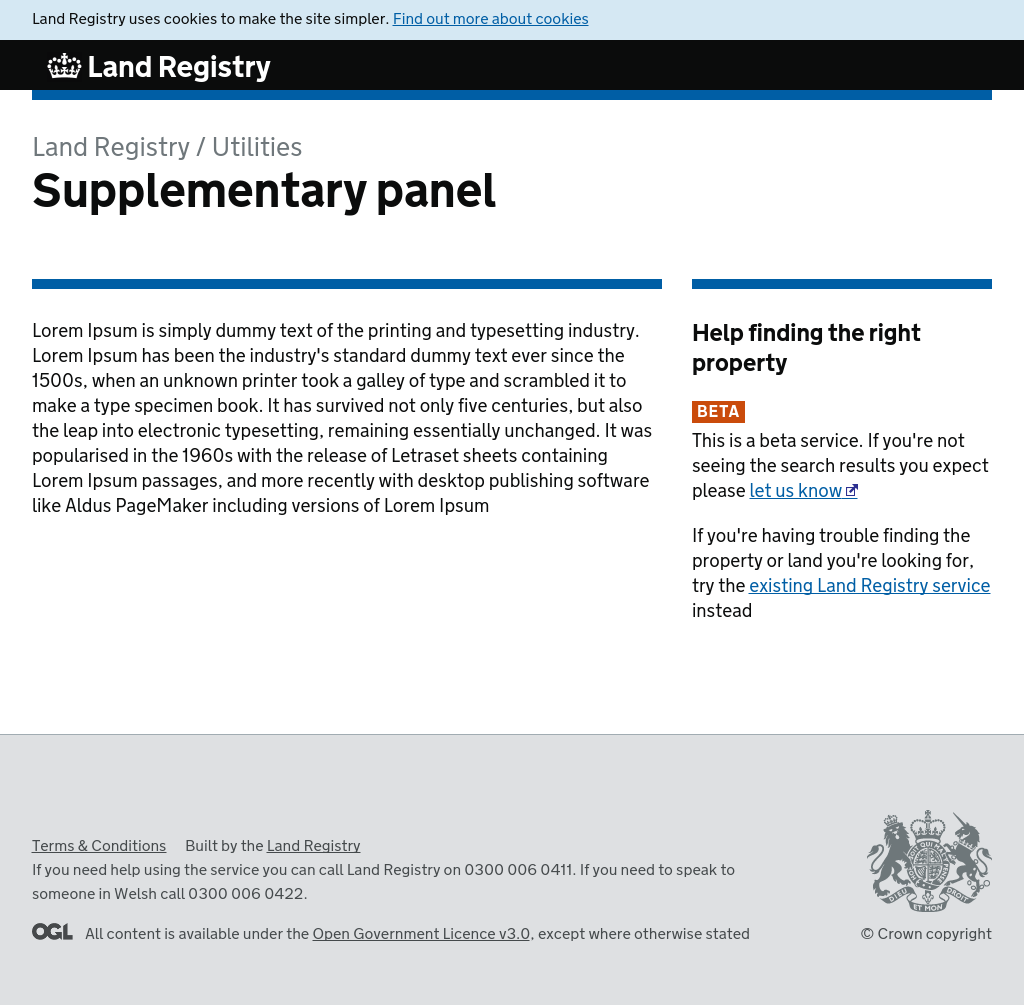 Land Registry uses cookies to make the site simpler. Find out more about cookies
Land Registry
Land Registry / Utilities
Supplementary panel
Lorem Ipsum is simply dummy text of the printing and typesetting industry.
Lorem Ipsum has been the industry's standard dummy text ever since the
1500s, when an unknown printer took a galley of type and scrambled it to
make a type specimen book. It has survived not only five centuries, but also
the leap into electronic typesetting, remaining essentially unchanged. It was
popularised in the 1960s with the release of Letraset sheets containing
Lorem Ipsum passages, and more recently with desktop publishing software
like Aldus PageMaker including versions of Lorem Ipsum
Help finding the right
property
BETA
This is a beta service. If you're not
seeing the search results you expect
please let us know
If you're having trouble finding the
property or land you're looking for,
try the existing Land Registry service
instead
Terms & Conditions Built by the Land Registry
If you need help using the service you can call Land Registry on 0300 006 0411. If you need to speak to
someone in Welsh call 0300 006 0422.
OGL All content is available under the Open Government Licence v3.0, except where otherwise stated
DIEU ET MON DROIT
© Crown copyright